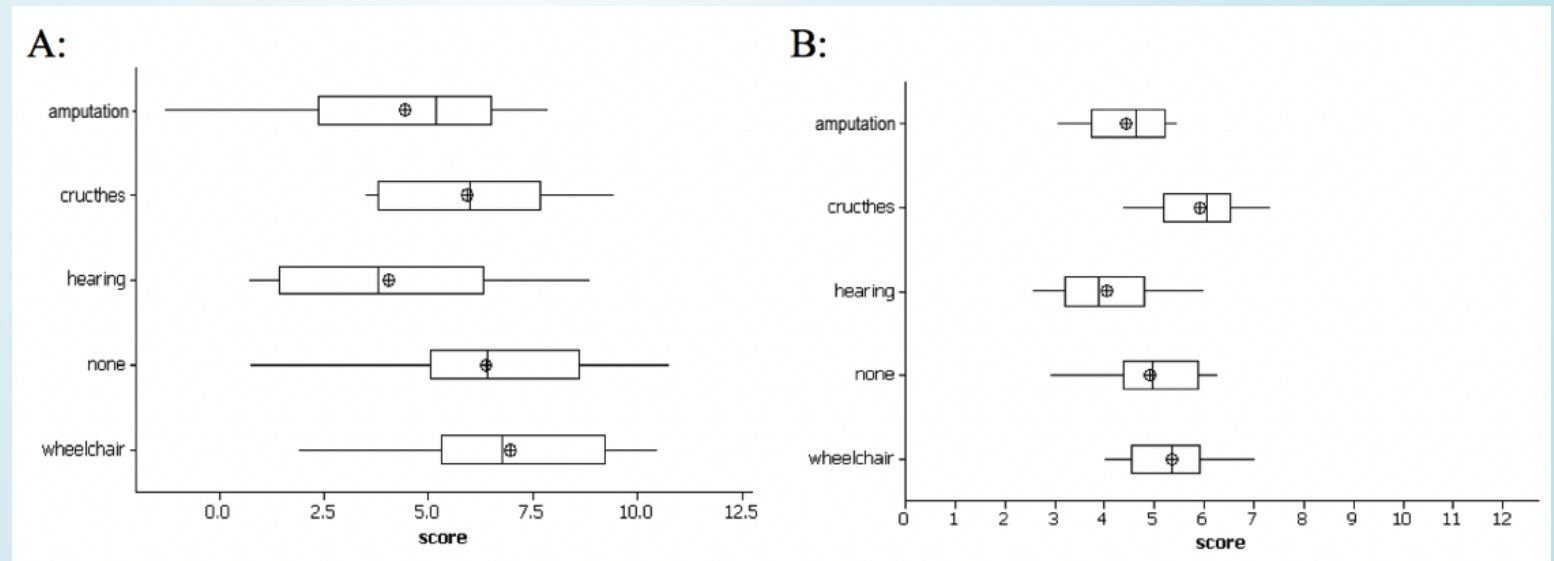 A:
amputation
cructhes
hearing
none
wheelchair
0.0 2.5 5.0 7.5 10.0 12.5
score
B:
amputation
cructhes
hearing
none
wheelchair
0 1 2 3 4 5 6 7 8 9 10 11 12
score